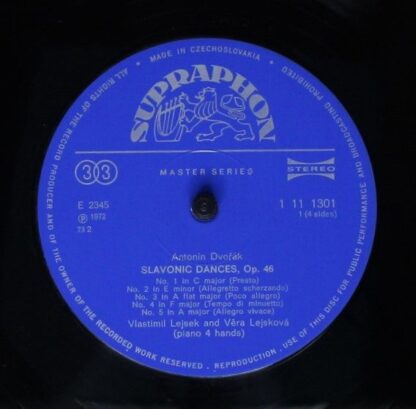 MADE IN CZECHOSLOVAKIA
ALL RIGHTS OF THE RECORD PRODUCER AND OF THE OWNER OF THE RECORDED WORK RESERVED . REPRODUCTION , USE OF THIS DISC FOR PUBLIC PERFORMANCE AND BROADCASTING PROHIBITED
SUPRAPHON
MASTER SERIES
33
STEREO
E 2345
℗ 1972
73 2
1 11 1301
1 (4 sides)
Antonín Dvořák
SLAVONIC DANCES, Op. 46
No. 1 in C major (Presto)
No. 2 in E minor (Allegretto scherzando)
No. 3 in A flat major (Poco allegro)
No. 4 in F major (Tempo di minuetto)
No. 5 in A major (Allegro vivace)
Vlastimil Lejsek and Věra Lejsková
(piano 4 hands)